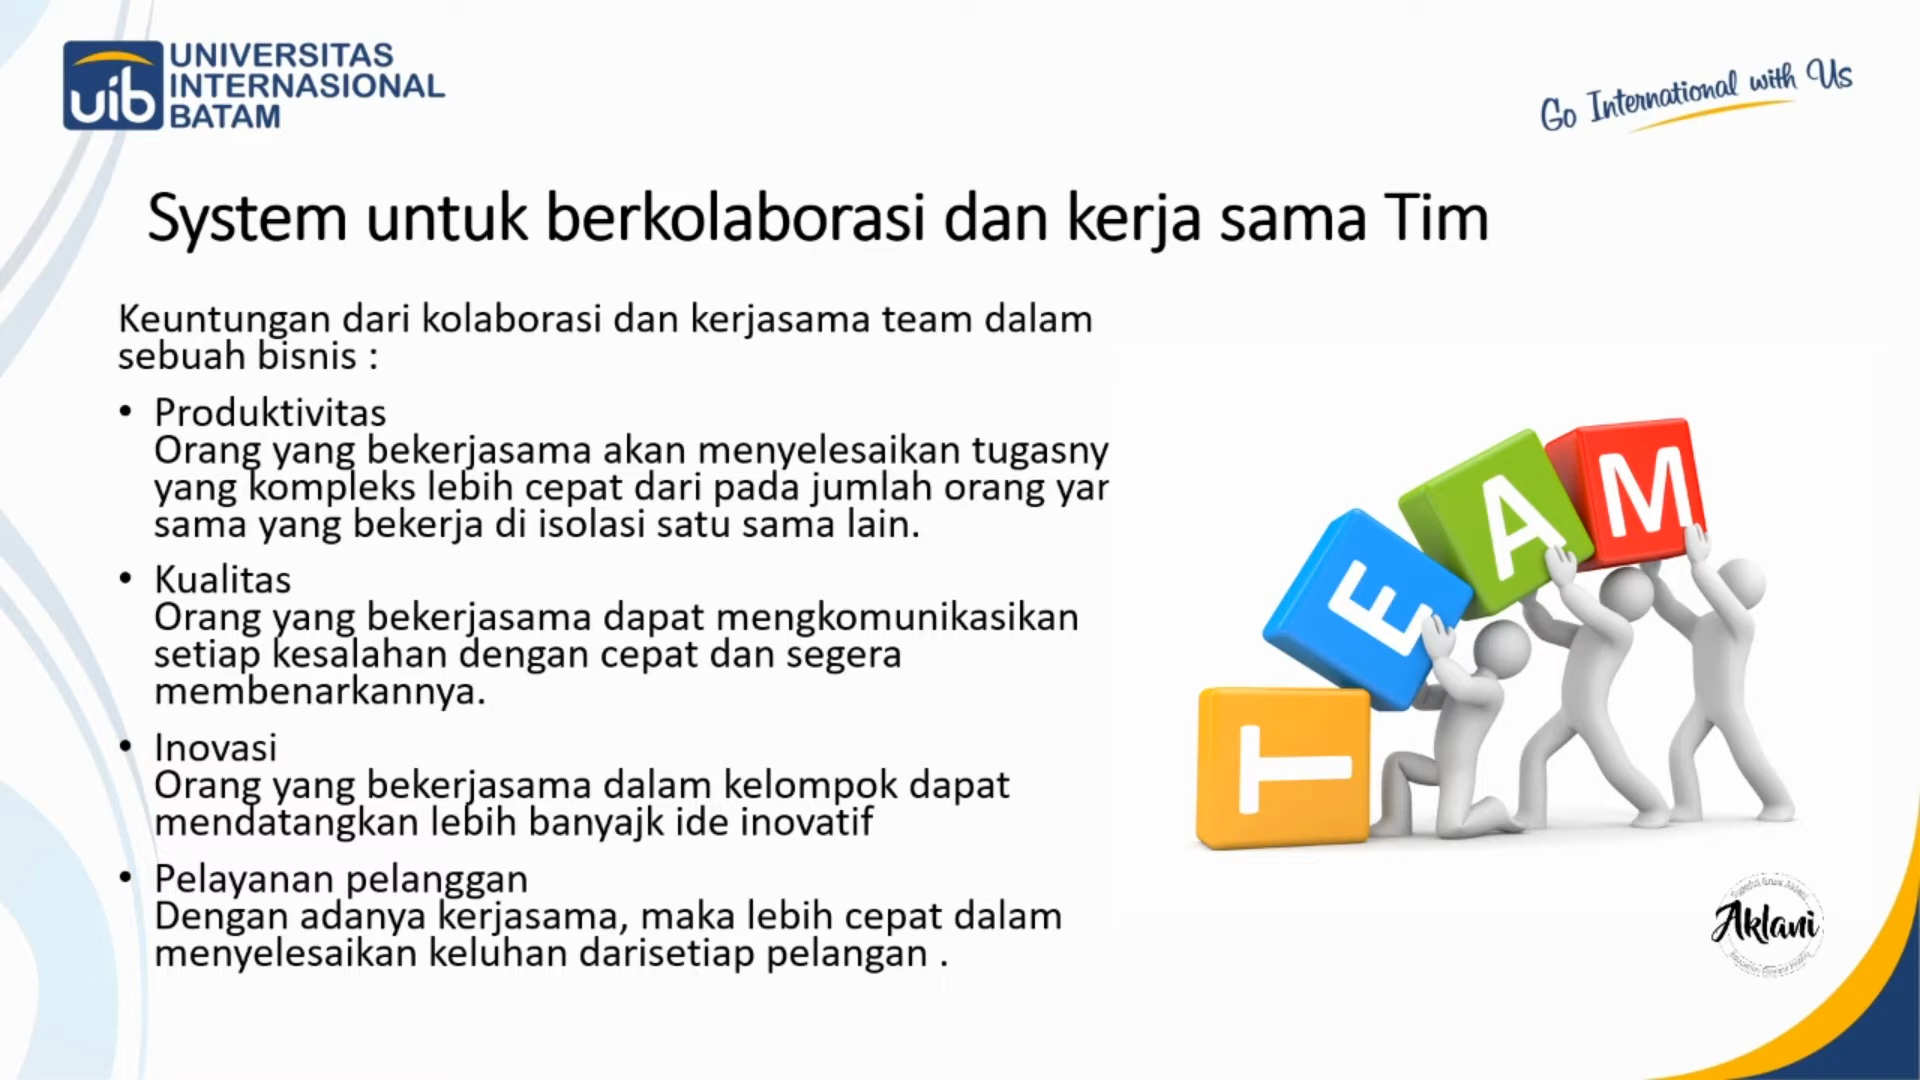 uib
UNIVERSITAS
INTERNASIONAL
BATAM
Go International with Us
System untuk berkolaborasi dan kerja sama Tim
Keuntungan dari kolaborasi dan kerjasama team dalam
sebuah bisnis :
• Produktivitas
Orang yang bekerjasama akan menyelesaikan tugasny
yang kompleks lebih cepat dari pada jumlah orang yan
sama yang bekerja di isolasi satu sama lain.
• Kualitas
Orang yang bekerjasama dapat mengkomunikasikan
setiap kesalahan dengan cepat dan segera
membenarkannya.
• Inovasi
Orang yang bekerjasama dalam kelompok dapat
mendatangkan lebih banyajk ide inovatif
• Pelayanan pelanggan
Dengan adanya kerjasama, maka lebih cepat dalam
menyelesaikan keluhan darisetiap pelangan .
TEAM
Aklani